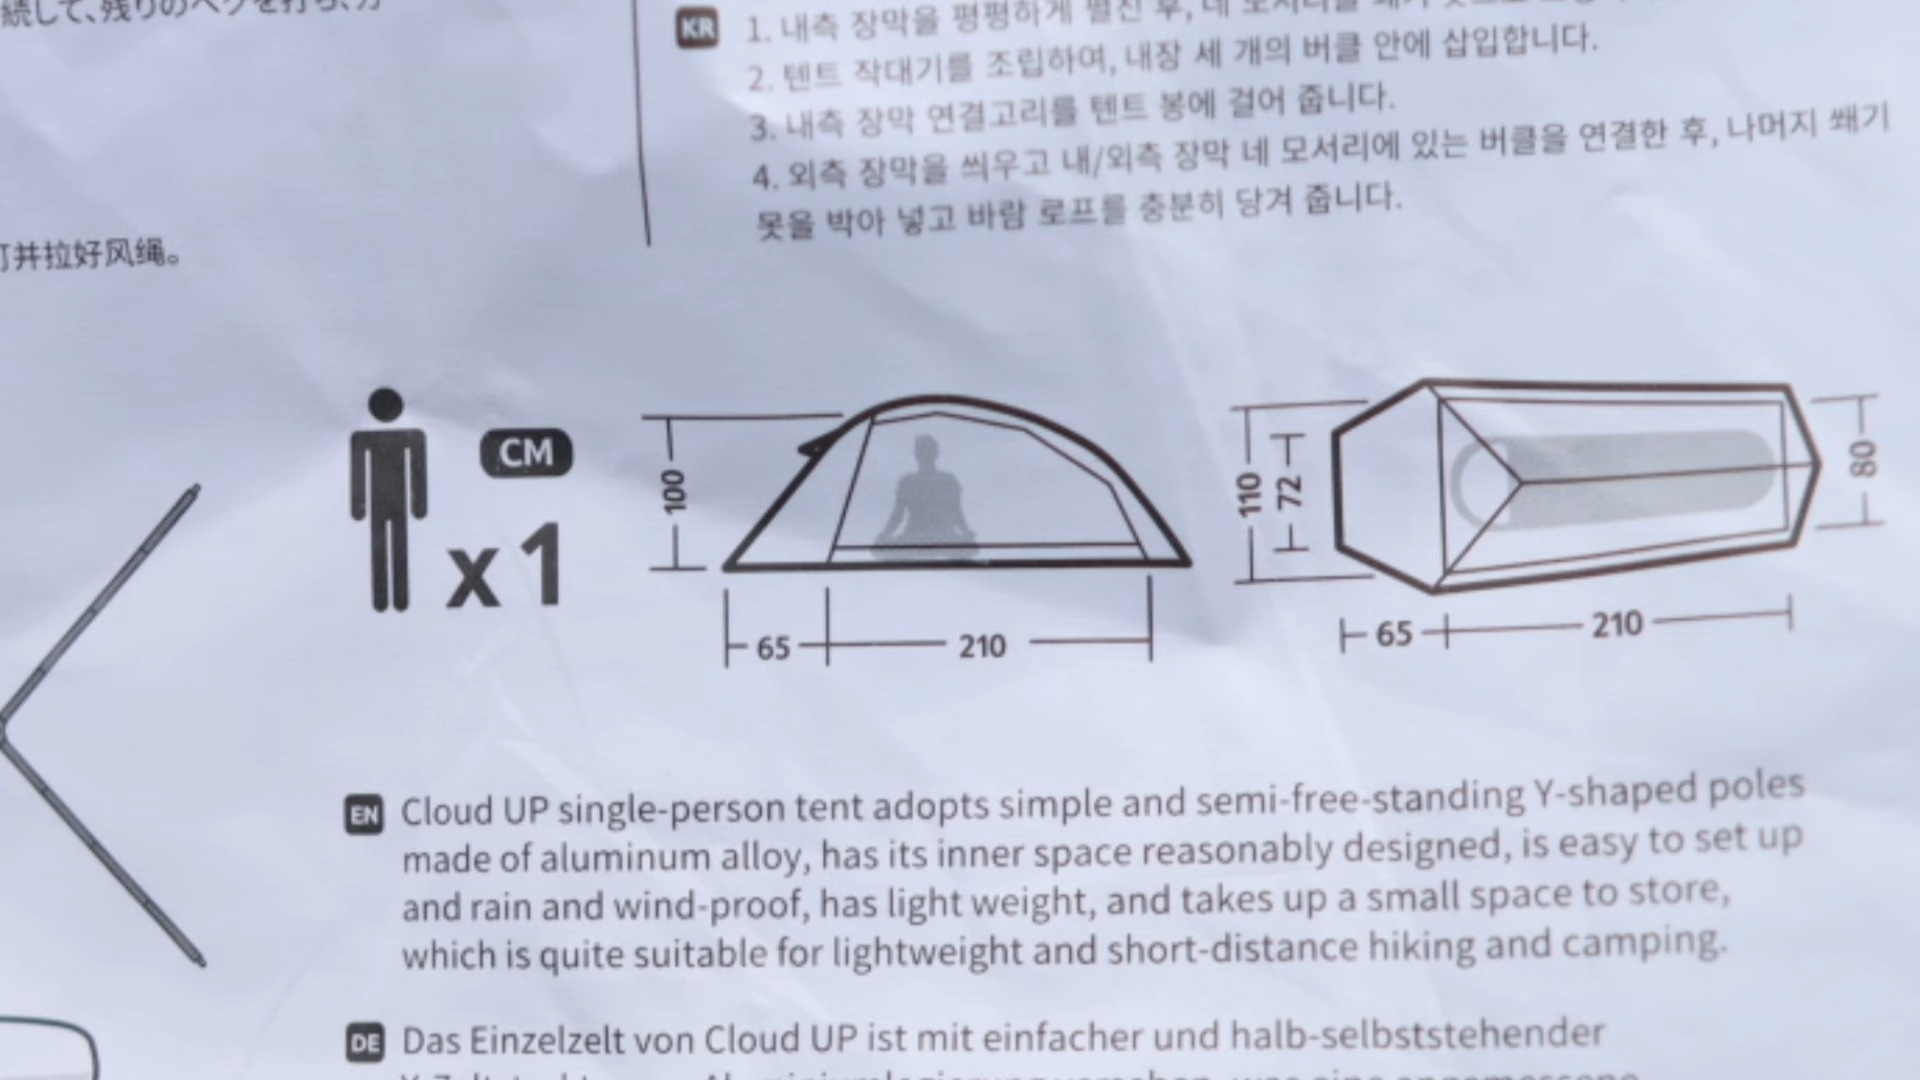 続して、残りのペグを打ち、
KR 1. 내측 장막을 평평하게 펼친 후, 네 모서리를
2. 텐트 작대기를 조립하여, 내장 세 개의 버클 안에 삽입합니다.
3. 내측 장막 연결고리를 텐트 봉에 걸어 줍니다.
4. 외측 장막을 씌우고 내/외측 장막 네 모서리에 있는 버클을 연결한 후, 나머지 쐐기
못을 박아 넣고 바람 로프를 충분히 당겨 줍니다.
并拉好风绳。
CM
x1
100
65
210
110
72
80
65
210
EN Cloud UP single-person tent adopts simple and semi-free-standing Y-shaped poles
made of aluminum alloy, has its inner space reasonably designed, is easy to set up
and rain and wind-proof, has light weight, and takes up a small space to store,
which is quite suitable for lightweight and short-distance hiking and camping.
DE Das Einzelzelt von Cloud UP ist mit einfacher und halb-selbststehender